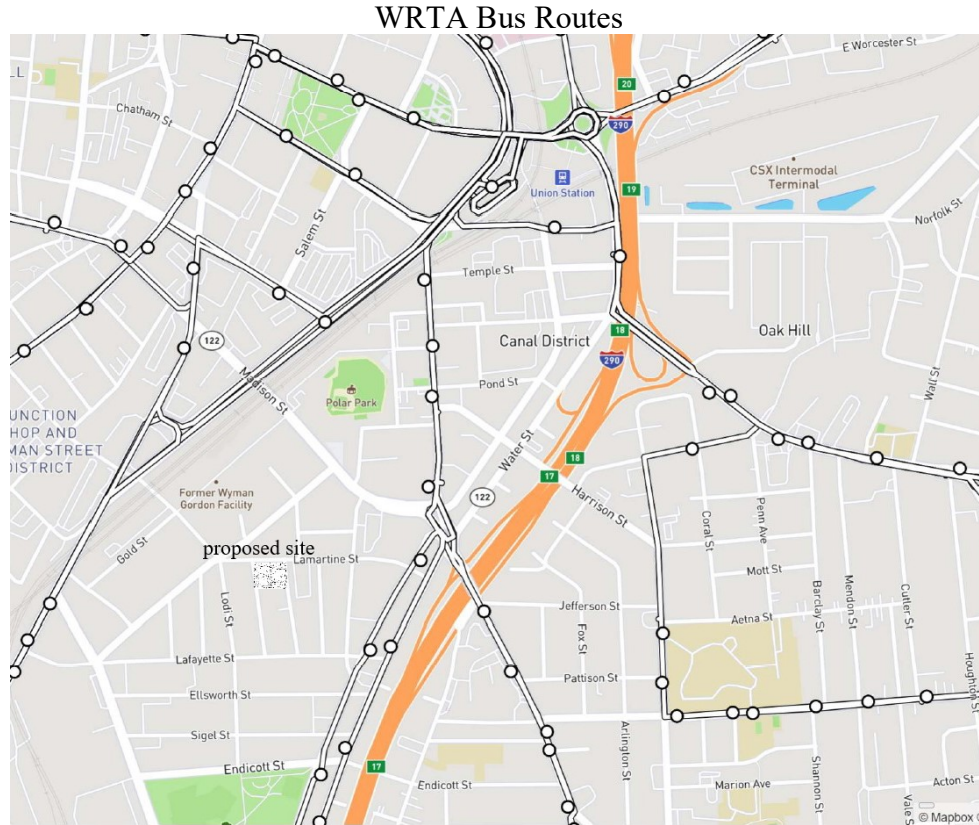 WRTA Bus Routes
E Worcester St
LL
20
Chatham St
290
CSX Intermodal
Terminal
Union Station
19
Norfolk St
Salem St
Temple St
18
Oak Hill
Canal District
122
290
Madison St
Pond St
Wall St
Polar Park
UNCTION
HOP AND
MAN STREET
DISTRICT
Water St
18
17
Former Wyman
Gordon Facility
122
Harrison St
Coral St
Penn Ave
Gold St
proposed site
Lamartine St
Mott St
Lodi St
Jefferson St
Fox St
Aetna St
Barclay St
Mendon St
Cutler St
Houghton St
Lafayette St
Pattison St
Ellsworth St
Sigel St
Arlington St
Endicott St
17
Endicott St
Marion Ave
Shannon St
Acton St
Vale St
© Mapbox